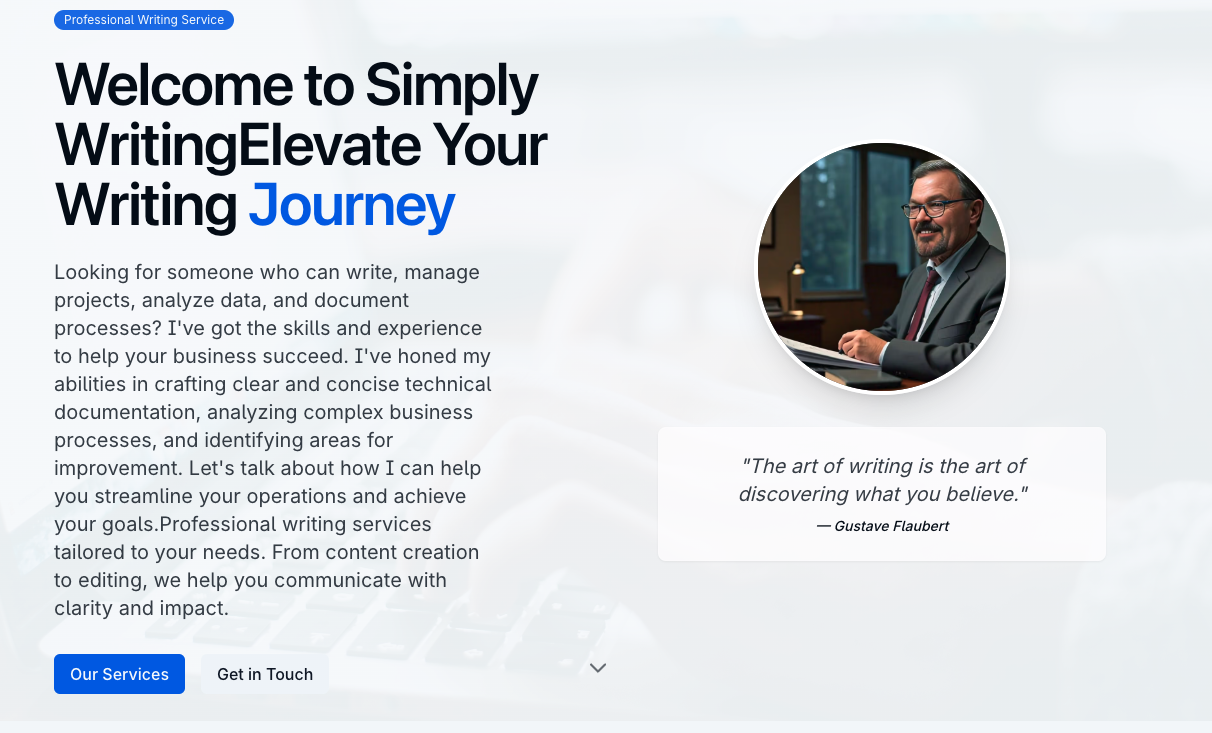 Professional Writing Service
Welcome to Simply
WritingElevate Your
Writing Journey
Looking for someone who can write, manage
projects, analyze data, and document
processes? I've got the skills and experience
to help your business succeed. I've honed my
abilities in crafting clear and concise technical
documentation, analyzing complex business
processes, and identifying areas for
improvement. Let's talk about how I can help
you streamline your operations and achieve
your goals.Professional writing services
tailored to your needs. From content creation
to editing, we help you communicate with
clarity and impact.
Our Services
Get in Touch
"The art of writing is the art of
discovering what you believe."
— Gustave Flaubert